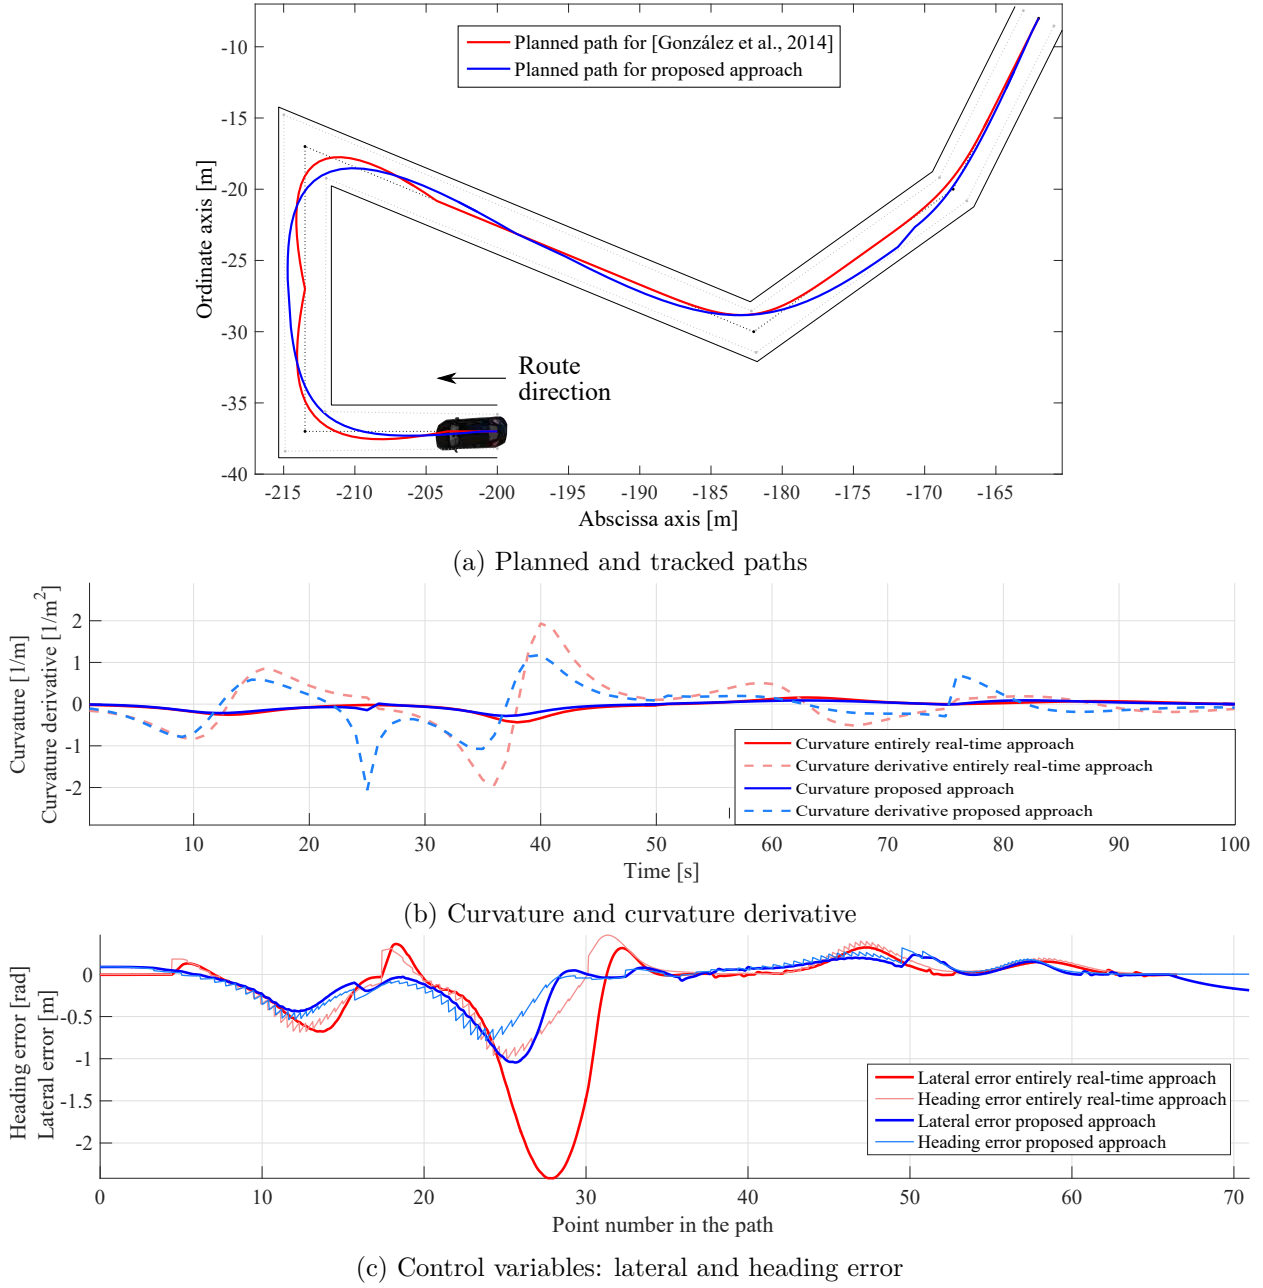 -10
-15
-20
-25
-30
-35
-40
Ordinate axis [m]
Planned path for [González et al., 2014]
Planned path for proposed approach
Route
direction
-215 -210 -205 -200 -195 -190 -185 -180 -175 -170 -165
Abscissa axis [m]
(a) Planned and tracked paths
Curvature [1/m]
Curvature derivative [1/m²]
2
1
0
-1
-2
Curvature entirely real-time approach
Curvature derivative entirely real-time approach
Curvature proposed approach
Curvature derivative proposed approach
10 20 30 40 50 60 70 80 90 100
Time [s]
(b) Curvature and curvature derivative
Heading error [rad]
Lateral error [m]
0
-0.5
-1
-1.5
-2
Lateral error entirely real-time approach
Heading error entirely real-time approach
Lateral error proposed approach
Heading error proposed approach
0 10 20 30 40 50 60 70
Point number in the path
(c) Control variables: lateral and heading error